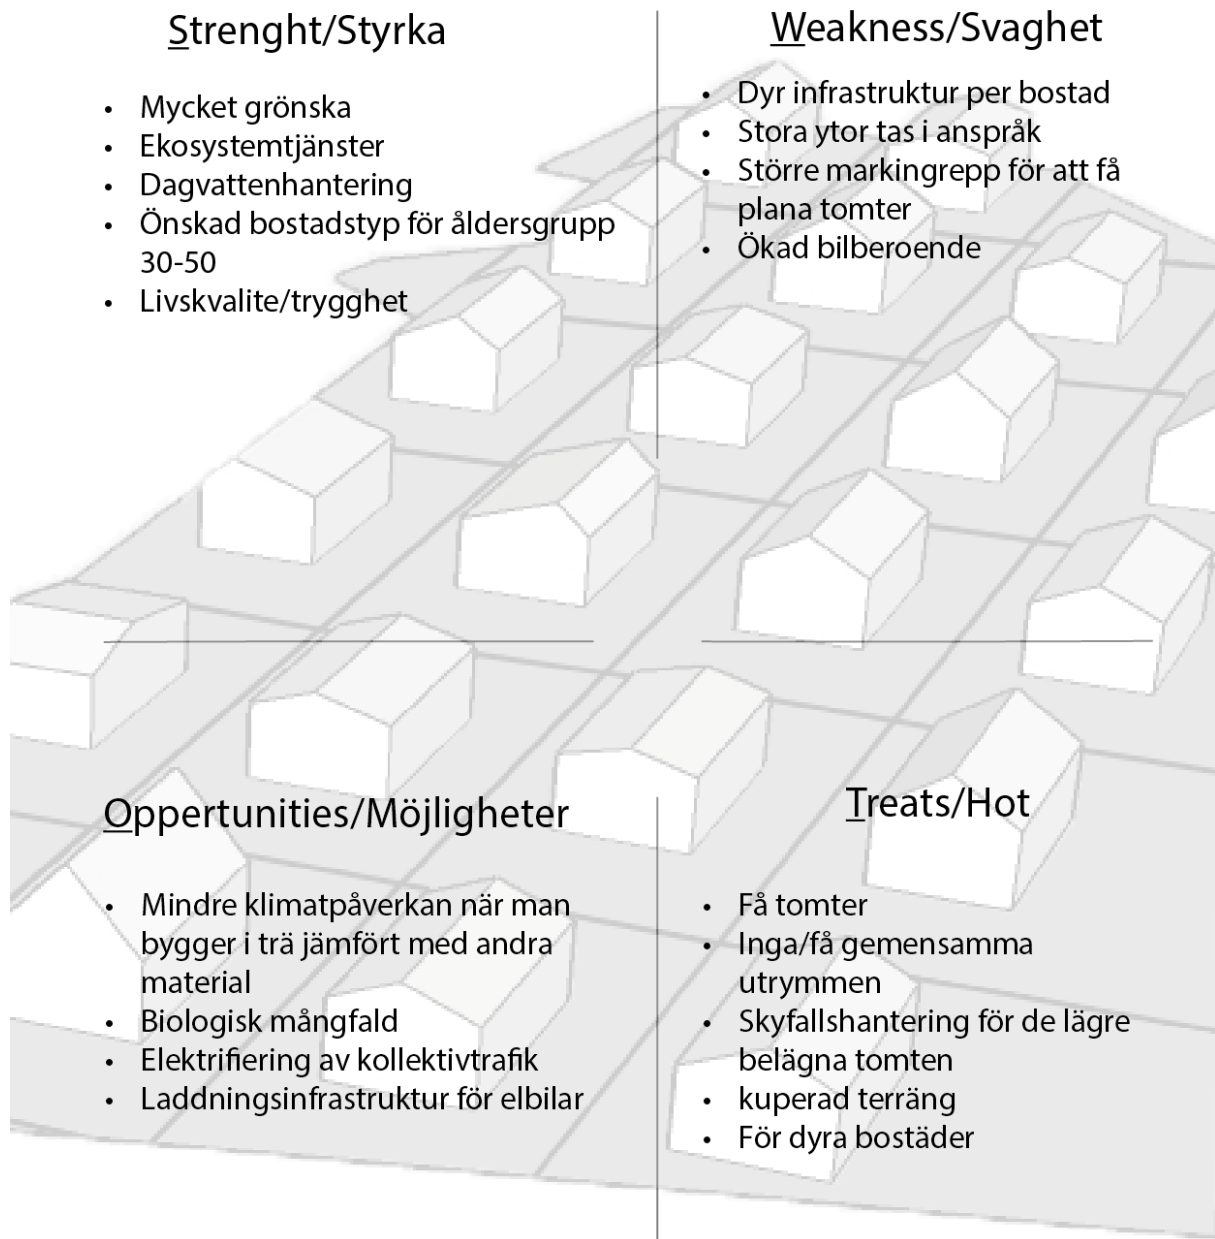 Strenght/Styrka
• Mycket grönska
• Ekosystemtjänster
• Dagvattenhantering
• Önskad bostadstyp för åldersgrupp
30-50
• Livskvalite/trygghet
Weakness/Svaghet
• Dyr infrastruktur per bostad
• Stora ytor tas i anspråk
• Större markingrepp för att få
plana tomter
• Ökad bilberoende
Oppertunities/Möjligheter
• Mindre klimatpåverkan när man
bygger i trä jämfört med andra
material
• Biologisk mångfald
• Elektrifiering av kollektivtrafik
• Laddningsinfrastruktur för elbilar
Treats/Hot
• Få tomter
• Inga/få gemensamma
utrymmen
• Skyfallshantering för de lägre
belägna tomten
• kuperad terräng
• För dyra bostäder